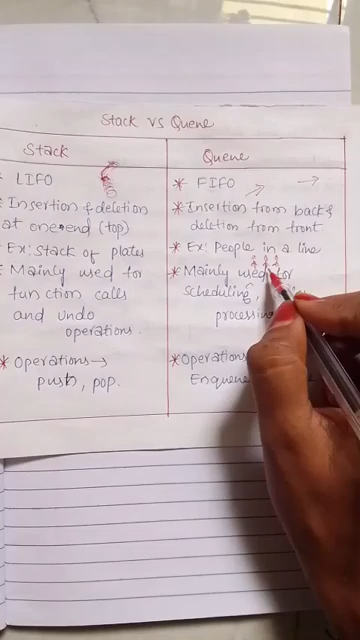 Stack vs Queue
Stack
* LIFO
* Insertion & deletion
at one end (top)
* Ex: Stack of plates
* Mainly used for
function calls
and undo
operations.
* Operations →
push, pop.
Queue
* FIFO
* Insertion from back &
deletion from front
* Ex: People in a line
* Mainly used for
scheduling,
processing
* Operations
Enqueue